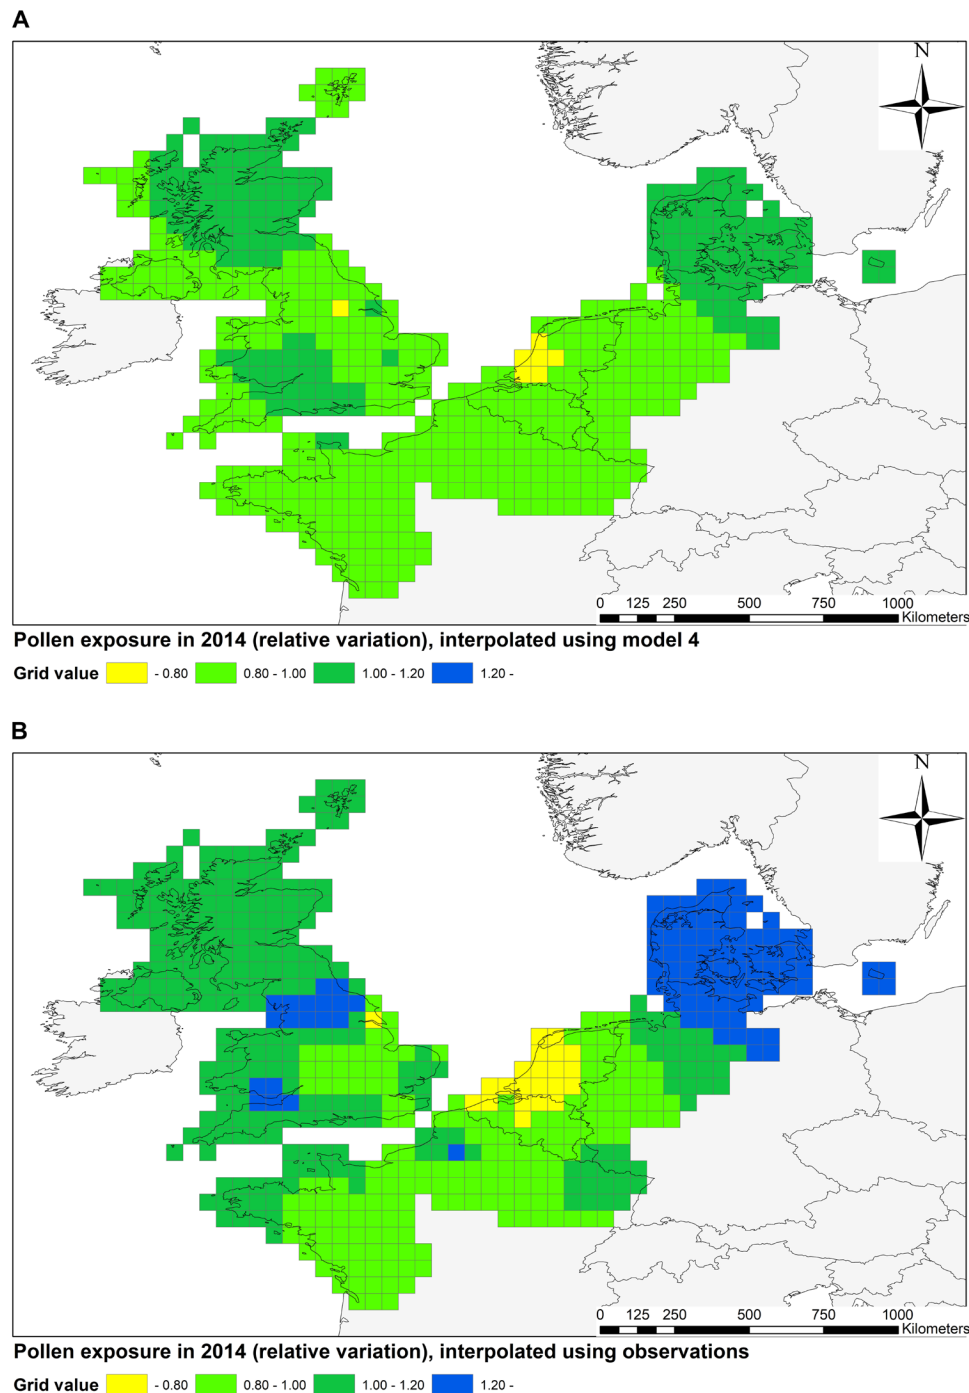 A
N
0 125 250 500 750 1000
Kilometers
Pollen exposure in 2014 (relative variation), interpolated using model 4
Grid value - 0.80 0.80 - 1.00 1.00 - 1.20 1.20 -
B
N
0 125 250 500 750 1000
Kilometers
Pollen exposure in 2014 (relative variation), interpolated using observations
Grid value - 0.80 0.80 - 1.00 1.00 - 1.20 1.20 -